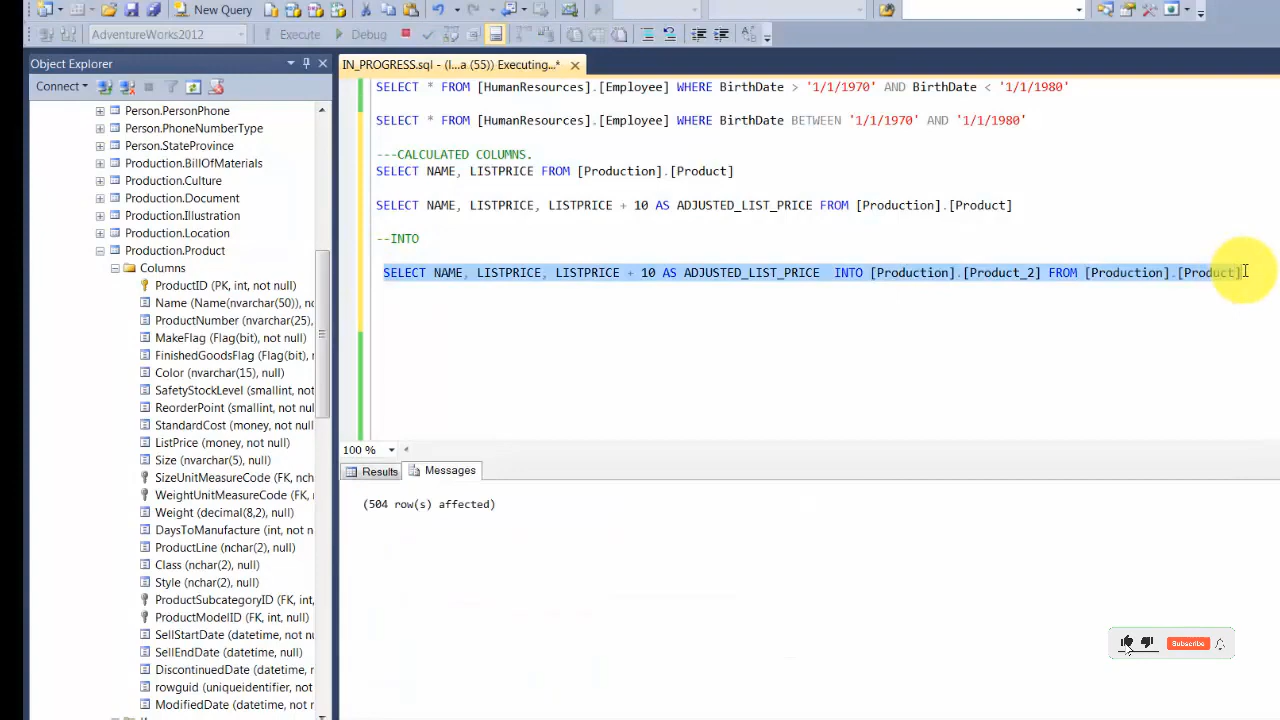 New Query
AdventureWorks2012
Execute
Debug
Object Explorer
Connect
Person.PersonPhone
Person.PhoneNumberType
Person.StateProvince
Production.BillOfMaterials
Production.Culture
Production.Document
Production.Illustration
Production.Location
Production.Product
Columns
ProductID (PK, int, not null)
Name (Name(nvarchar(50)), no
ProductNumber (nvarchar(25),
MakeFlag (Flag(bit), not null)
FinishedGoodsFlag (Flag(bit), n
Color (nvarchar(15), null)
SafetyStockLevel (smallint, not
ReorderPoint (smallint, not nul
StandardCost (money, not null)
ListPrice (money, not null)
Size (nvarchar(5), null)
SizeUnitMeasureCode (FK, nch
WeightUnitMeasureCode (FK, n
Weight (decimal(8,2), null)
DaysToManufacture (int, not n
ProductLine (nchar(2), null)
Class (nchar(2), null)
Style (nchar(2), null)
ProductSubcategoryID (FK, int,
ProductModelID (FK, int, null)
SellStartDate (datetime, not nu
SellEndDate (datetime, null)
DiscontinuedDate (datetime, n
rowguid (uniqueidentifier, not
ModifiedDate (datetime, not n
IN_PROGRESS.sql - (l...a (55)) Executing...*
SELECT * FROM [HumanResources].[Employee] WHERE BirthDate > '1/1/1970' AND BirthDate < '1/1/1980'
SELECT * FROM [HumanResources].[Employee] WHERE BirthDate BETWEEN '1/1/1970' AND '1/1/1980'
---CALCULATED COLUMNS.
SELECT NAME, LISTPRICE FROM [Production].[Product]
SELECT NAME, LISTPRICE, LISTPRICE + 10 AS ADJUSTED_LIST_PRICE FROM [Production].[Product]
--INTO
SELECT NAME, LISTPRICE, LISTPRICE + 10 AS ADJUSTED_LIST_PRICE  INTO [Production].[Product_2] FROM [Production].[Product]
100 %
Results
Messages
(504 row(s) affected)
Subscribe